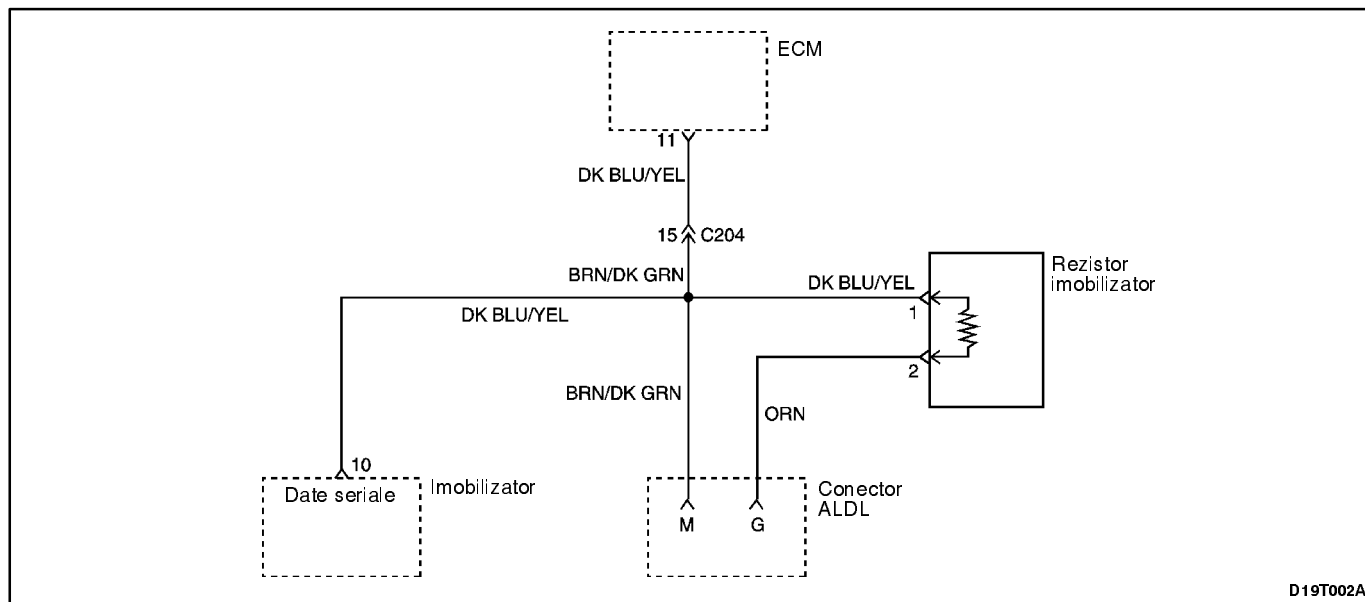 ECM
11
DK BLU/YEL
15 C204
BRN/DK GRN
DK BLU/YEL
Rezistor
imobilizator
1
DK BLU/YEL
2
BRN/DK GRN
ORN
10
Date seriale
Imobilizator
Conector
ALDL
M G
D19T002A